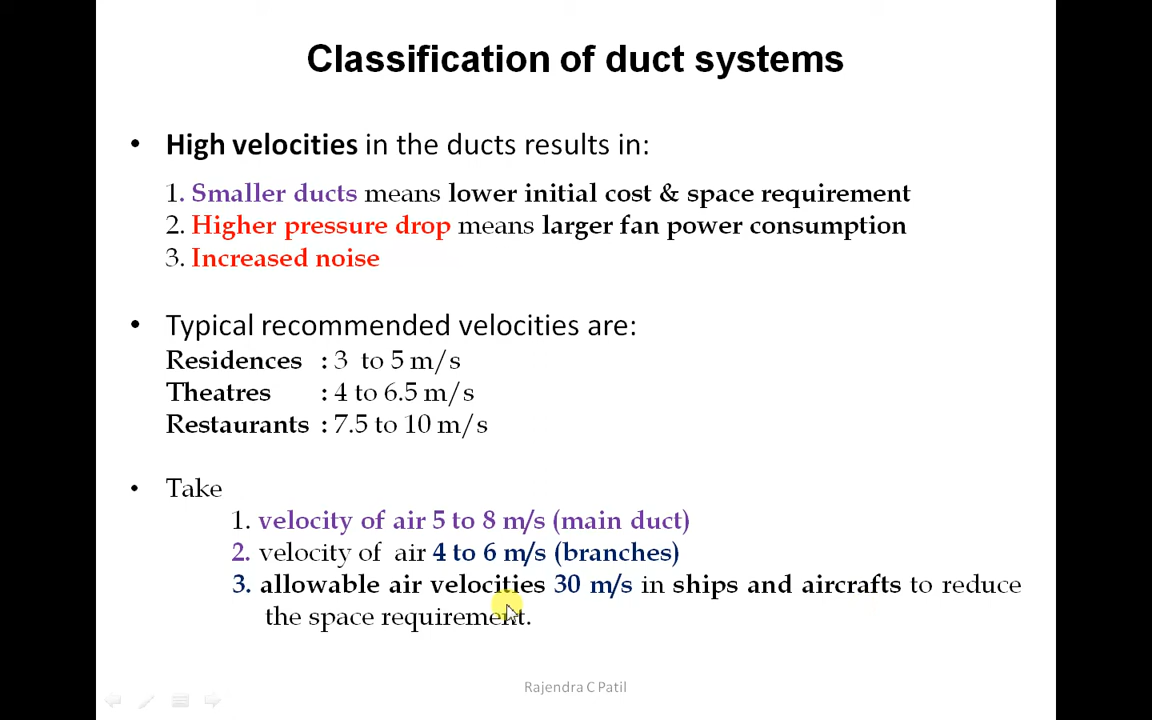 Classification of duct systems
• High velocities in the ducts results in:
1. Smaller ducts means lower initial cost & space requirement
2. Higher pressure drop means larger fan power consumption
3. Increased noise
• Typical recommended velocities are:
Residences : 3 to 5 m/s
Theatres : 4 to 6.5 m/s
Restaurants : 7.5 to 10 m/s
• Take
1. velocity of air 5 to 8 m/s (main duct)
2. velocity of air 4 to 6 m/s (branches)
3. allowable air velocities 30 m/s in ships and aircrafts to reduce
the space requirement.
Rajendra C Patil